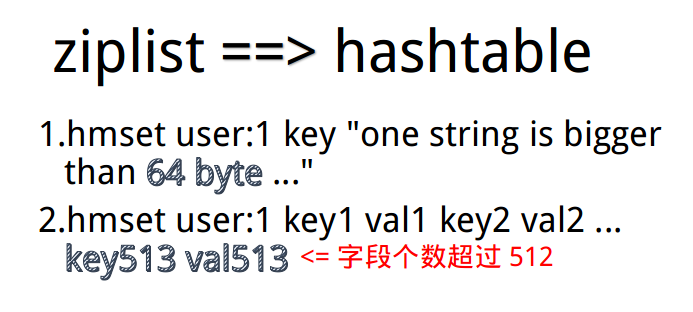 ziplist ==> hashtable
1.hmset user:1 key "one string is bigger
than 64 byte ..."
2.hmset user:1 key1 val1 key2 val2 ...
key513 val513 <= 字段个数超过 512